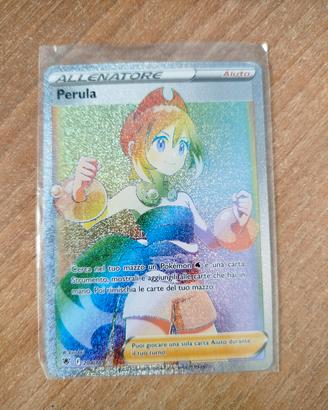 ALLENATORE Aiuto
Perula
Cerca nel tuo mazzo un Pokémon e una carta
Strumento, mostrali e aggiungili alle carte che hai in
mano. Poi rimischia le carte del tuo mazzo.
Puoi giocare una sola carta Aiuto durante
il tuo turno.